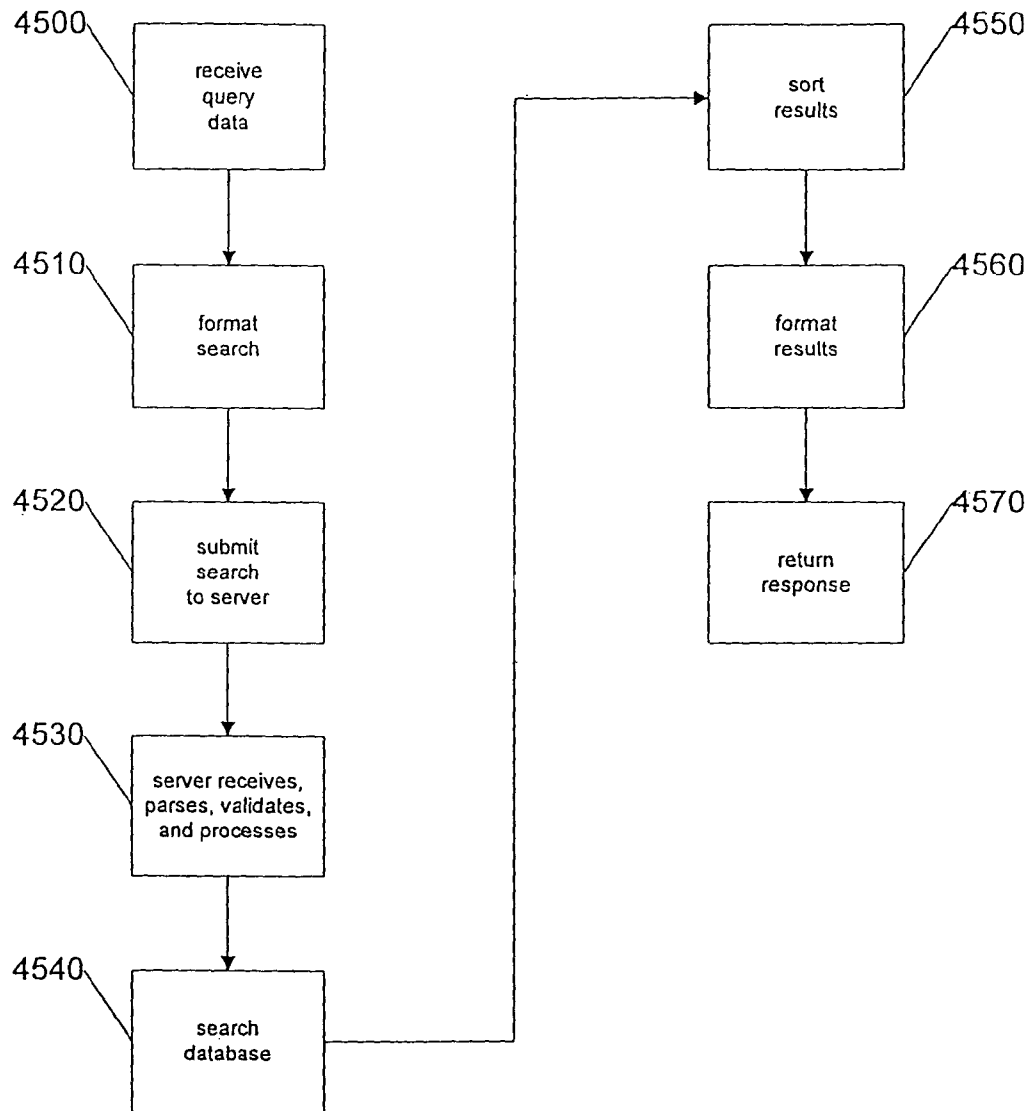 4500
receive
query
data
4510
format
search
4520
submit
search
to server
4530
server receives,
parses, validates,
and processes
4540
search
database
4550
sort
results
4560
format
results
4570
return
response